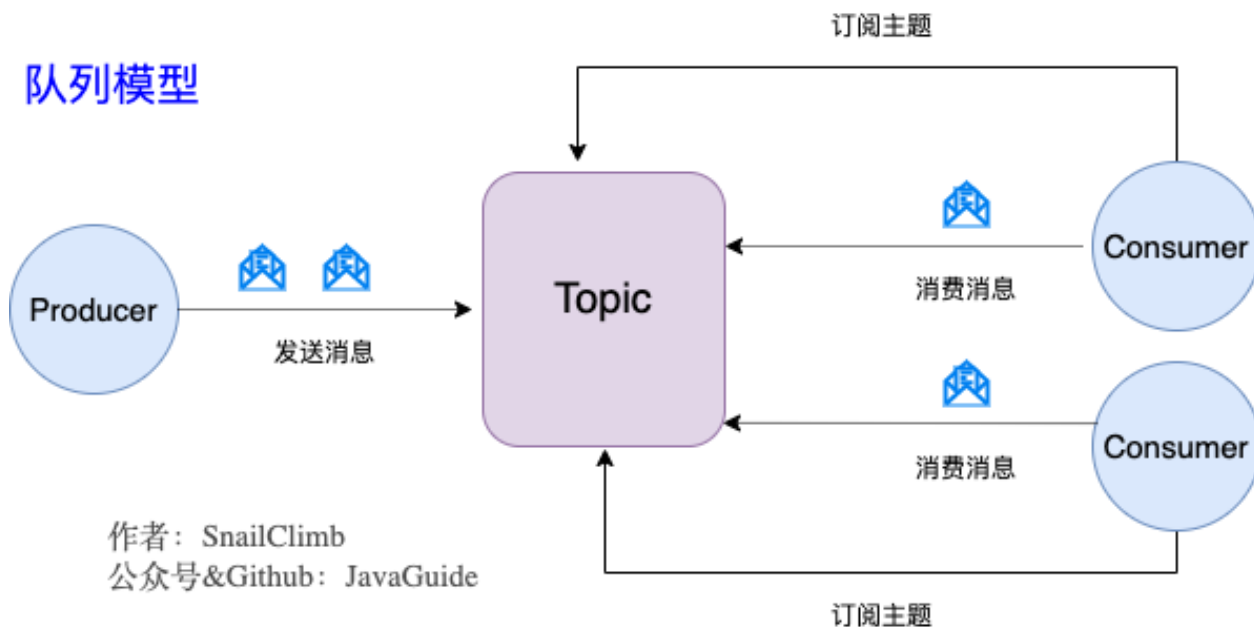 订阅主题
队列模型
Consumer
消费消息
Topic
Producer
发送消息
Consumer
消费消息
作者：SnailClimb
公众号&Github：JavaGuide
订阅主题